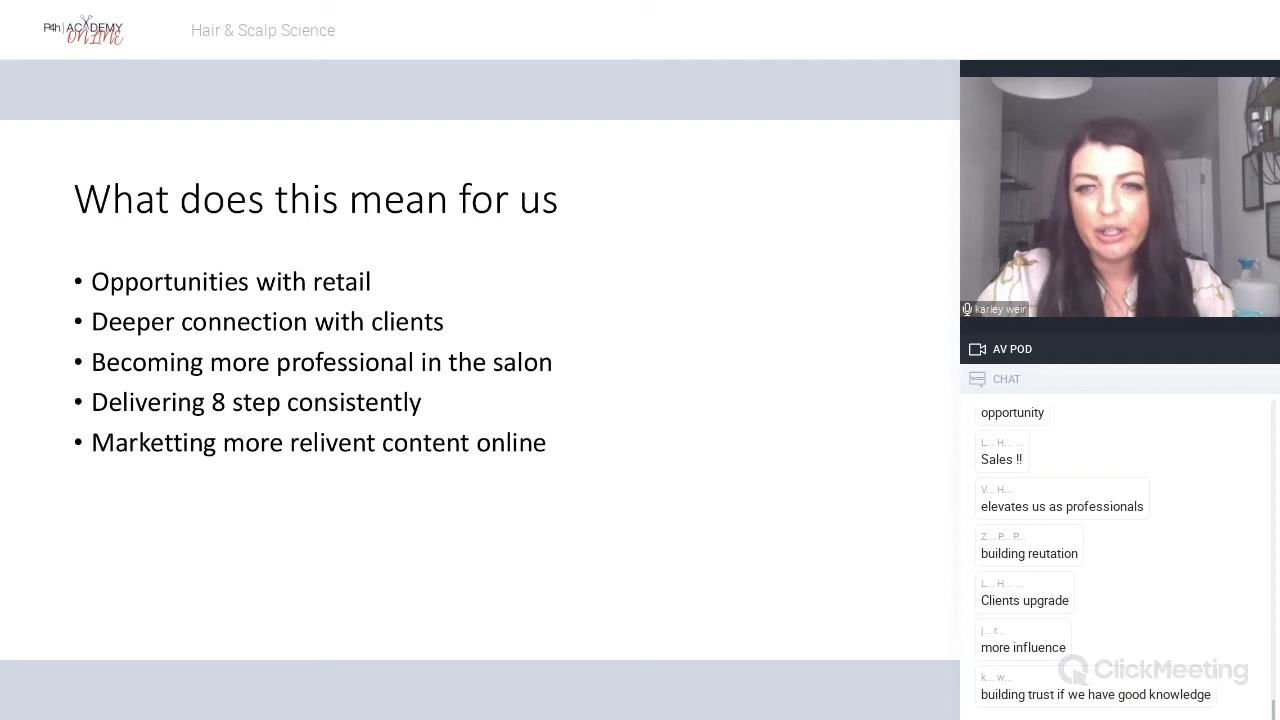 P4h | ACADEMY
ONLINE
Hair & Scalp Science
What does this mean for us
• Opportunities with retail
• Deeper connection with clients
• Becoming more professional in the salon
• Delivering 8 step consistently
• Marketting more relivent content online
karley weir
AV POD
CHAT
opportunity
L... H... ...
Sales !!
V... H...
elevates us as professionals
Z... P... P...
building reutation
L... H... ...
Clients upgrade
j... r...
more influence
k... w...
building trust if we have good knowledge
ClickMeeting